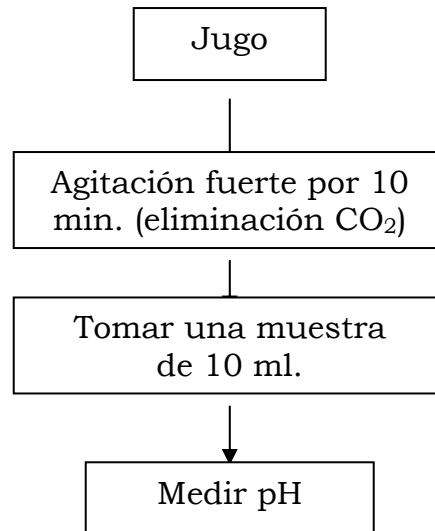 Jugo
Agitación fuerte por 10
min. (eliminación CO₂)
Tomar una muestra
de 10 ml.
Medir pH